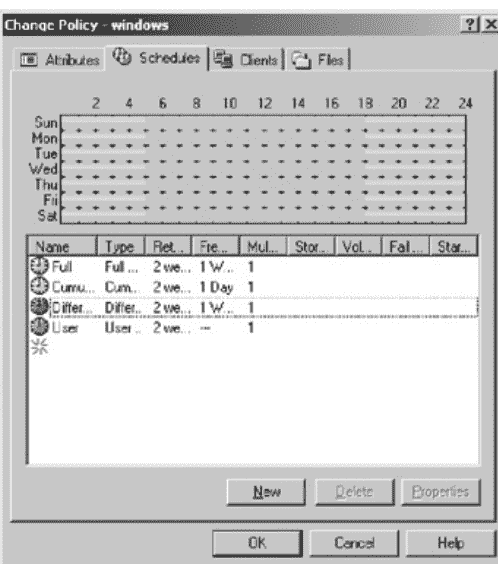 Change Policy - windows
Attributes Schedules Clients Files
2 4 6 8 10 12 14 16 18 20 22 24
Sun
Mon
Tue
Wed
Thu
Fri
Sat
Name Type Ret... Fre... Mul... Stor... Vol... Fail... Star...
Full Full ... 2 we... 1 W... 1
Cumu... Cum... 2 we... 1 Day 1
Differ... Differ... 2 we... 1 W... 1
User User ... 2 we... --- 1
New Delete Properties
OK Cancel Help